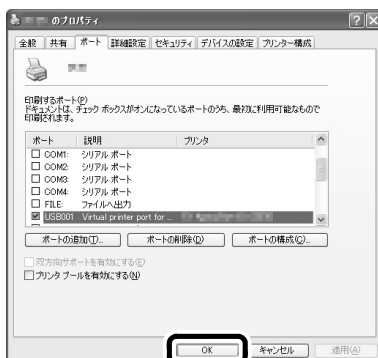 のプロパティ
全般 共有 ポート 詳細設定 セキュリティ デバイスの設定 プリンター構成
印刷するポート(P)
ドキュメントは、チェック ボックスがオンになっているポートのうち、最初に利用可能なもので
印刷されます。
ポート 説明 プリンタ
COM1: シリアル ポート
COM2: シリアル ポート
COM3: シリアル ポート
COM4: シリアル ポート
FILE: ファイルへ出力
USB001 Virtual printer port for ...
ポートの追加(T)... ポートの削除(D) ポートの構成(C)...
双方向サポートを有効にする(E)
プリンタ プールを有効にする(N)
OK キャンセル 適用(A)